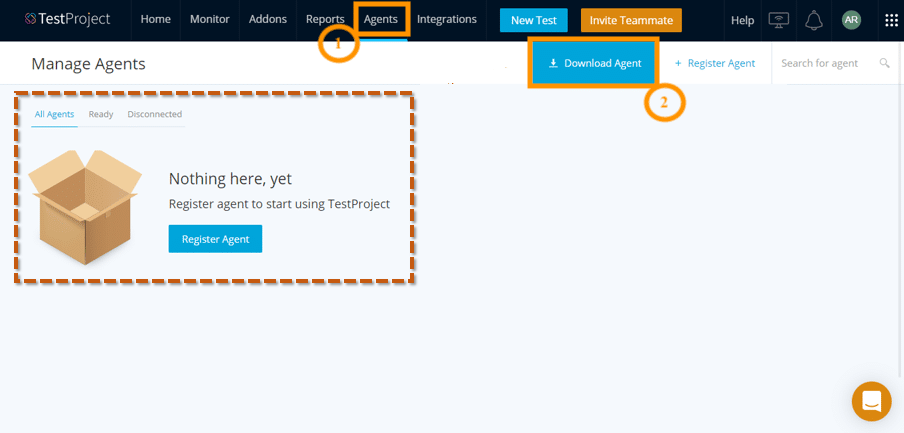 TestProject Home Monitor Addons Reports Agents Integrations New Test Invite Teammate Help AR
1
Manage Agents Download Agent + Register Agent Search for agent
2
All Agents Ready Disconnected
Nothing here, yet
Register agent to start using TestProject
Register Agent